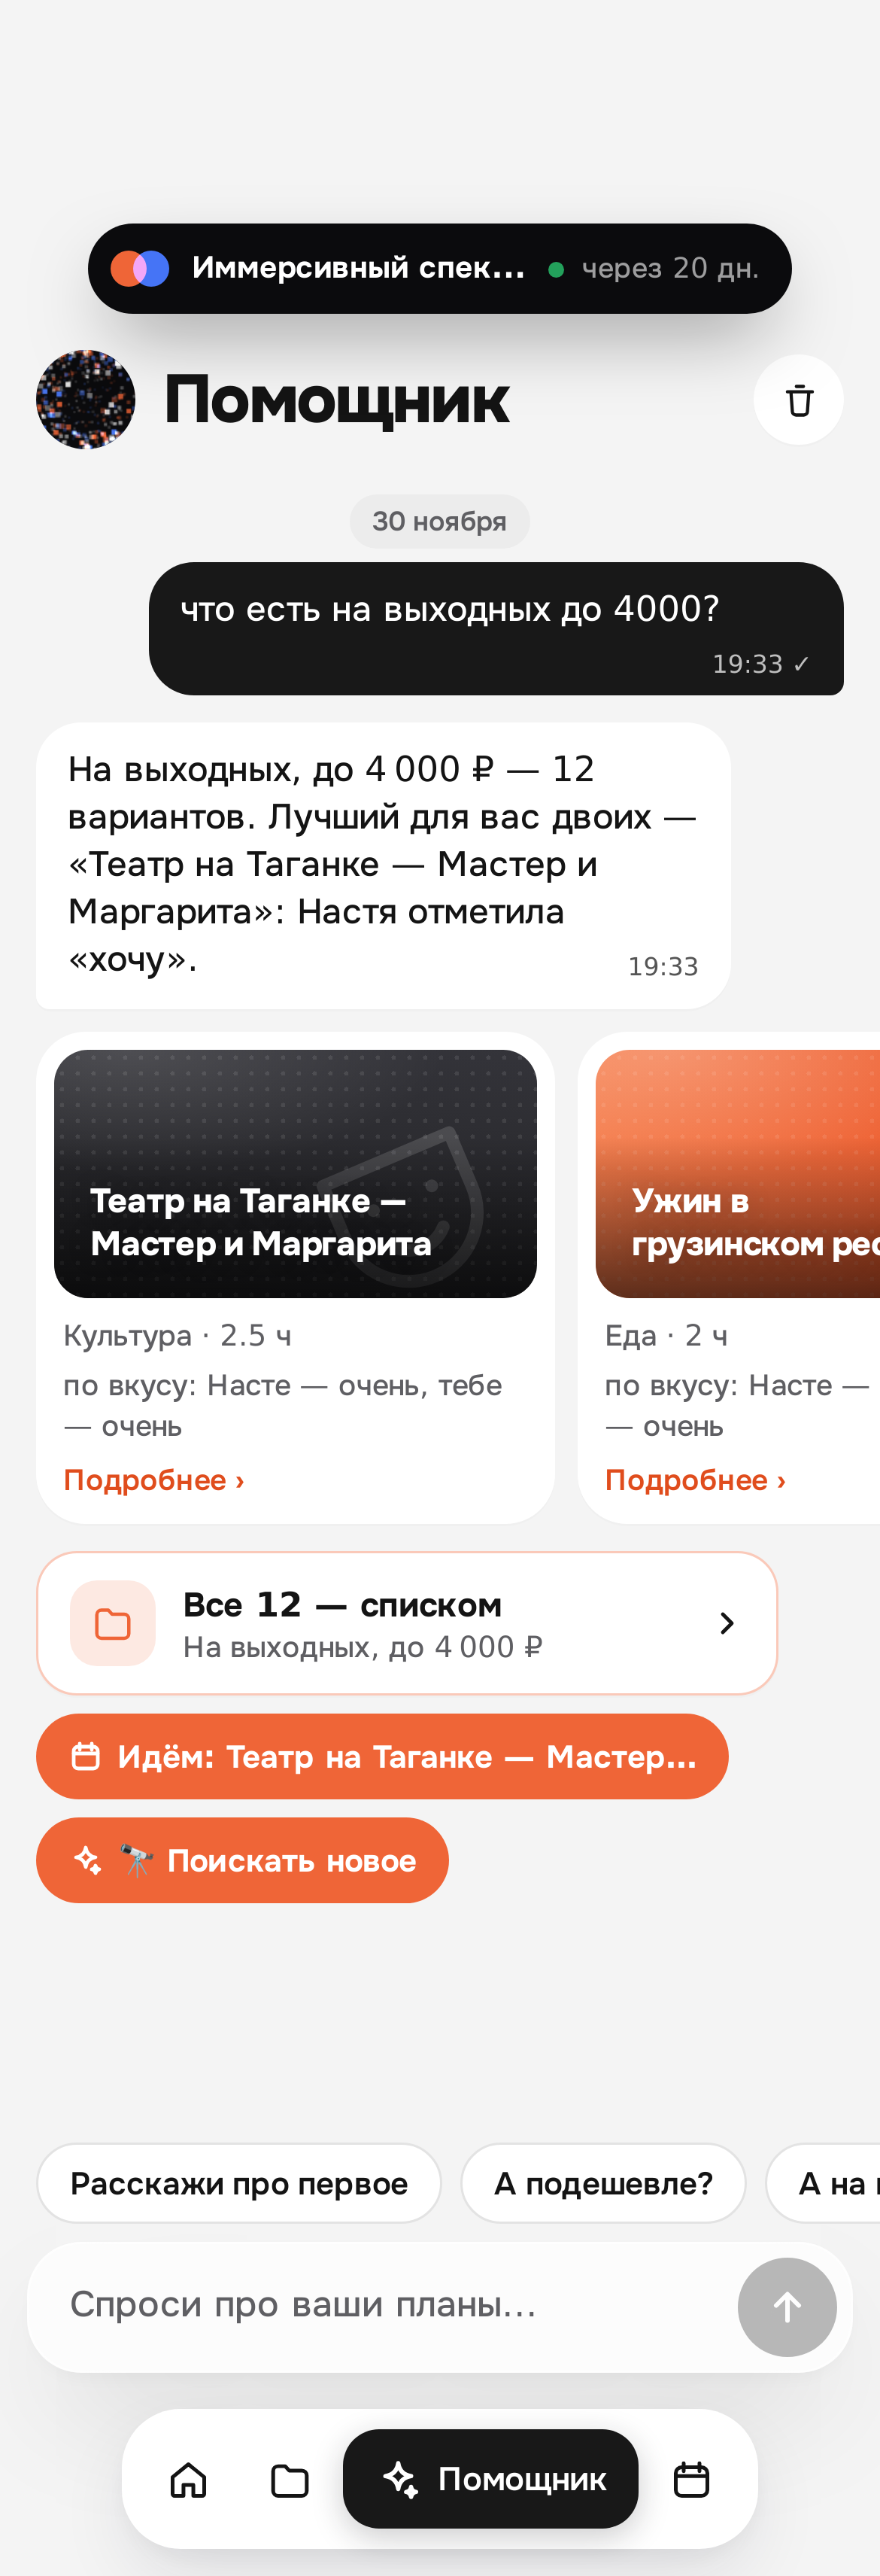 Иммерсивный спек... через 20 дн.
Помощник
30 ноября
что есть на выходных до 4000?
19:33 ✓
На выходных, до 4 000 ₽ — 12
вариантов. Лучший для вас двоих —
«Театр на Таганке — Мастер и
Маргарита»: Настя отметила
«хочу».
19:33
Театр на Таганке —
Мастер и Маргарита
Культура · 2.5 ч
по вкусу: Насте — очень, тебе
— очень
Подробнее ›
Ужин в
грузинском рес
Еда · 2 ч
по вкусу: Насте —
— очень
Подробнее ›
Все 12 — списком
На выходных, до 4 000 ₽
Идём: Театр на Таганке — Мастер...
Поискать новое
Расскажи про первое
А подешевле?
А на
Спроси про ваши планы...
Помощник